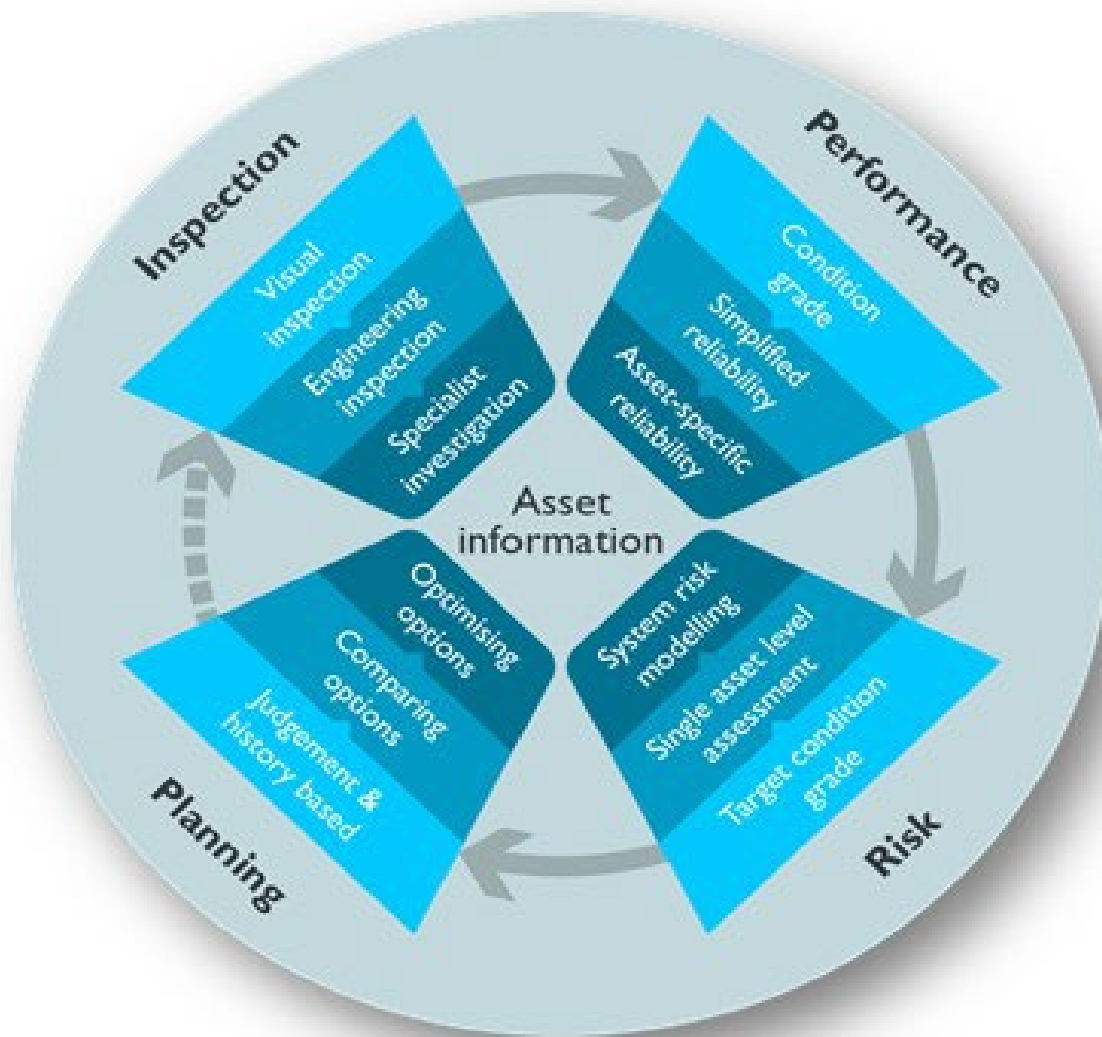 Inspection
Visual
inspection
Engineering
inspection
Specialist
investigation
Performance
Condition
grade
Simplified
reliability
Asset-specific
reliability
Asset
information
Optimising
options
Comparing
options
Judgement &
history based
Planning
System risk
modelling
Single asset level
assessment
Target condition
grade
Risk